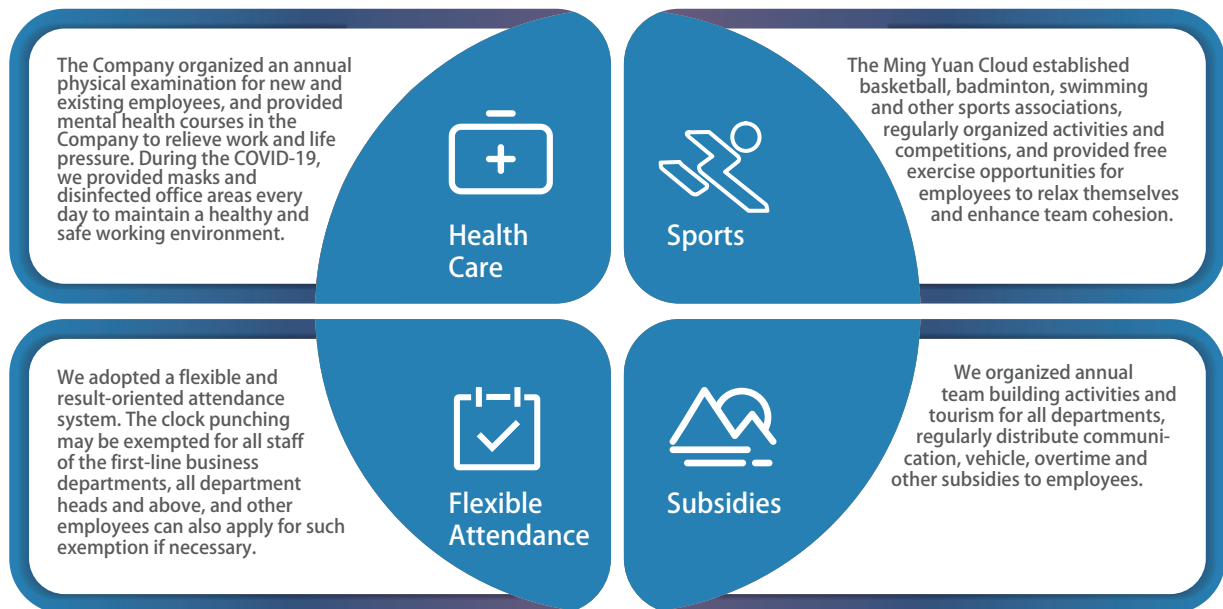 The Company organized an annual
physical examination for new and
existing employees, and provided
mental health courses in the
Company to relieve work and life
pressure. During the COVID-19,
we provided masks and
disinfected office areas every
day to maintain a healthy and
safe working environment.
Health
Care
The Ming Yuan Cloud established
basketball, badminton, swimming
and other sports associations,
regularly organized activities and
competitions, and provided free
exercise opportunities for
employees to relax themselves
and enhance team cohesion.
Sports
We adopted a flexible and
result-oriented attendance
system. The clock punching
may be exempted for all staff
of the first-line business
departments, all department
heads and above, and other
employees can also apply for such
exemption if necessary.
Flexible
Attendance
We organized annual
team building activities and
tourism for all departments,
regularly distribute communi-
cation, vehicle, overtime and
other subsidies to employees.
Subsidies